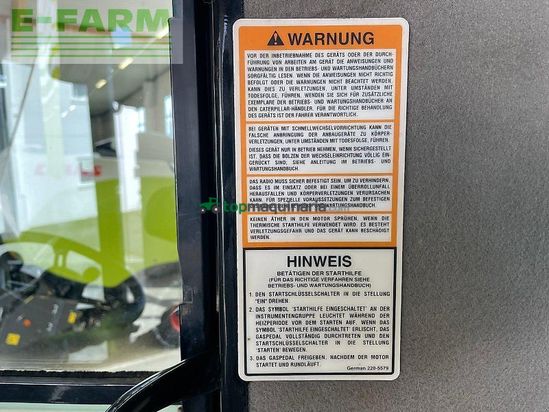 E-FARM
WARNUNG
VOR DER INBETRIEBNAHME DES GERÄTS ODER DER DURCH-
FÜHRUNG VON ARBEITEN AM GERÄT DIE ANWEISUNGEN UND
WARNUNGEN IN DEN BETRIEBS- UND WARTUNGSHANDBÜCHERN
SORGFÄLTIG LESEN. WENN DIE ANWEISUNGEN NICHT RICHTIG
BEFOLGT ODER DIE WARNUNGEN NICHT BEACHTET WERDEN,
KANN DIES ZU VERLETZUNGEN, UNTER UMSTÄNDEN MIT
TODESFOLGE, FÜHREN. WENDEN SIE SICH FÜR ZUSÄTZLICHE
EXEMPLARE DER BETRIEBS- UND WARTUNGSHANDBÜCHER AN
DEN CATERPILLAR-HÄNDLER. FÜR DIE RICHTIGE BEHANDLUNG
DES GERÄTS IST DER FAHRER VERANTWORTLICH.
BEI GERÄTEN MIT SCHNELLWECHSELVORRICHTUNG KANN DIE
FALSCHE ANBRINGUNG DER ANBAUGERÄTE ZU KÖRPER-
VERLETZUNGEN, UNTER UMSTÄNDEN MIT TODESFOLGE, FÜHREN.
DIESES GERÄT NUR IN BETRIEB NEHMEN, WENN SICHERGESTELLT
IST, DASS DIE BOLZEN DER WECHSELEINRICHTUNG VÖLLIG EIN-
GERÜCKT SIND, SIEHE ANLEITUNG IM BETRIEBS- UND
WARTUNGSHANDBUCH.
DAS RADIO MUSS SICHER BEFESTIGT SEIN, UM ZU VERHINDERN,
DASS ES IM EINSATZ ODER BEI EINEM ÜBERROLLUNFALL
HERAUSFALLEN UND KÖRPERVERLETZUNGEN VERURSACHEN
KANN. FÜR SPEZIELLE VORAUSSETZUNGEN ZUM BEFESTIGEN
WARTUNGSHANDBUCH.
topmaquinaria
KEINEN ÄTHER IN DEN MOTOR SPRÜHEN, WENN DIE
THERMISCHE STARTHILFE VERWENDET WIRD. ES BESTEHT
VERLETZUNGSGEFAHR UND DAS GERÄT KANN BESCHÄDIGT
WERDEN.
HINWEIS
BETÄTIGEN DER STARTHILFE
(FÜR DAS RICHTIGE VERFAHREN SIEHE
BETRIEBS- UND WARTUNGSHANDBUCH)
1. DEN STARTSCHLÜSSELSCHALTER IN DIE STELLUNG
"EIN" DREHEN.
2. DAS SYMBOL 'STARTHILFE EINGESCHALTET' AN DER
INSTRUMENTENGRUPPE LEUCHTET WÄHREND DER
HEIZPERIODE VOR DEM STARTEN AUF. WENN DAS
SYMBOL 'STARTHILFE EINGESCHALTET' ERLISCHT, DAS
GASPEDAL VOLLSTÄNDIG DURCHTRETEN UND DEN
STARTSCHLÜSSELSCHALTER IN DIE STELLUNG
'STARTEN' BEWEGEN.
3. DAS GASPEDAL FREIGEBEN, NACHDEM DER MOTOR
STARTET UND RUNDLÄUFT.
German 220-5579